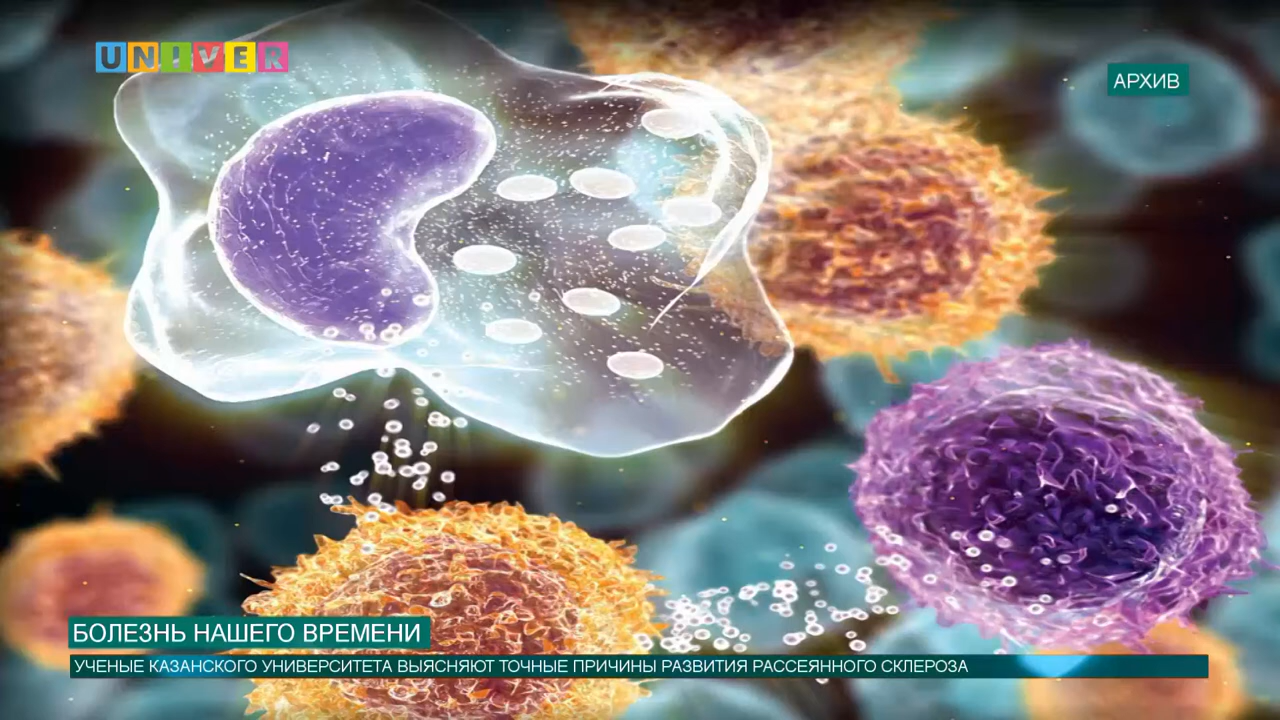 UNIVER
АРХИВ
БОЛЕЗНЬ НАШЕГО ВРЕМЕНИ
УЧЕНЫЕ КАЗАНСКОГО УНИВЕРСИТЕТА ВЫЯСНЯЮТ ТОЧНЫЕ ПРИЧИНЫ РАЗВИТИЯ РАССЕЯННОГО СКЛЕРОЗА